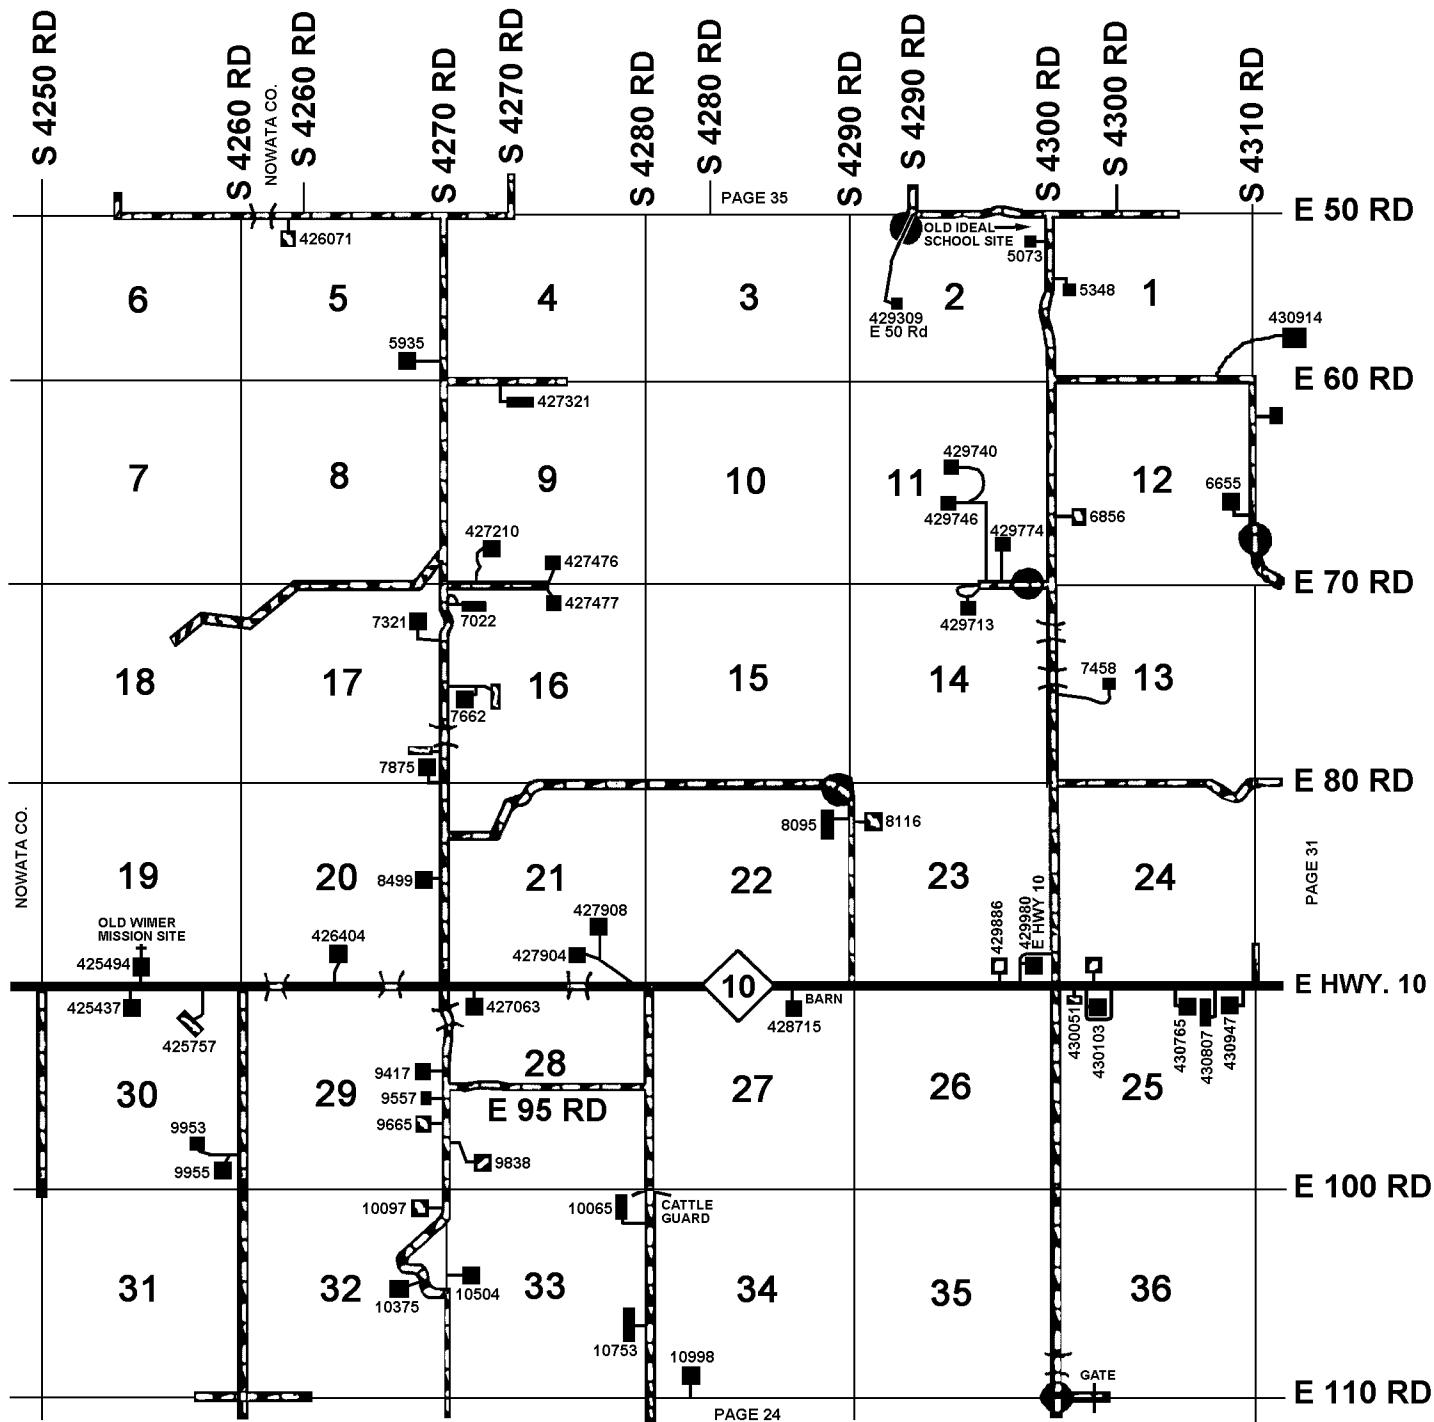 S 4250 RD
S 4260 RD
NOWATA CO.
S 4260 RD
S 4270 RD
S 4270 RD
S 4280 RD
S 4280 RD
S 4290 RD
S 4290 RD
S 4300 RD
S 4300 RD
S 4310 RD
PAGE 35
E 50 RD
426071
OLD IDEAL
SCHOOL SITE
5073
6
5
4
3
2
1
5348
429309
E 50 Rd
430914
5935
E 60 RD
427321
7
8
9
10
11
12
429740
429746
429774
6655
6856
427210
427476
427477
E 70 RD
7321
7022
429713
18
17
16
15
14
13
7458
7662
7875
E 80 RD
8095
8116
NOWATA CO.
PAGE 31
19
20
21
22
23
24
8499
OLD WIMER
MISSION SITE
425494
426404
427908
427904
429886
429980
E HWY 10
10
E HWY. 10
425437
425757
427063
BARN
428715
430051
430103
430765
430807
430947
30
29
28
27
26
25
9417
9557
9665
E 95 RD
9838
9953
9955
E 100 RD
10097
10065
CATTLE
GUARD
31
32
33
34
35
36
10375
10504
10753
10998
GATE
E 110 RD
PAGE 24